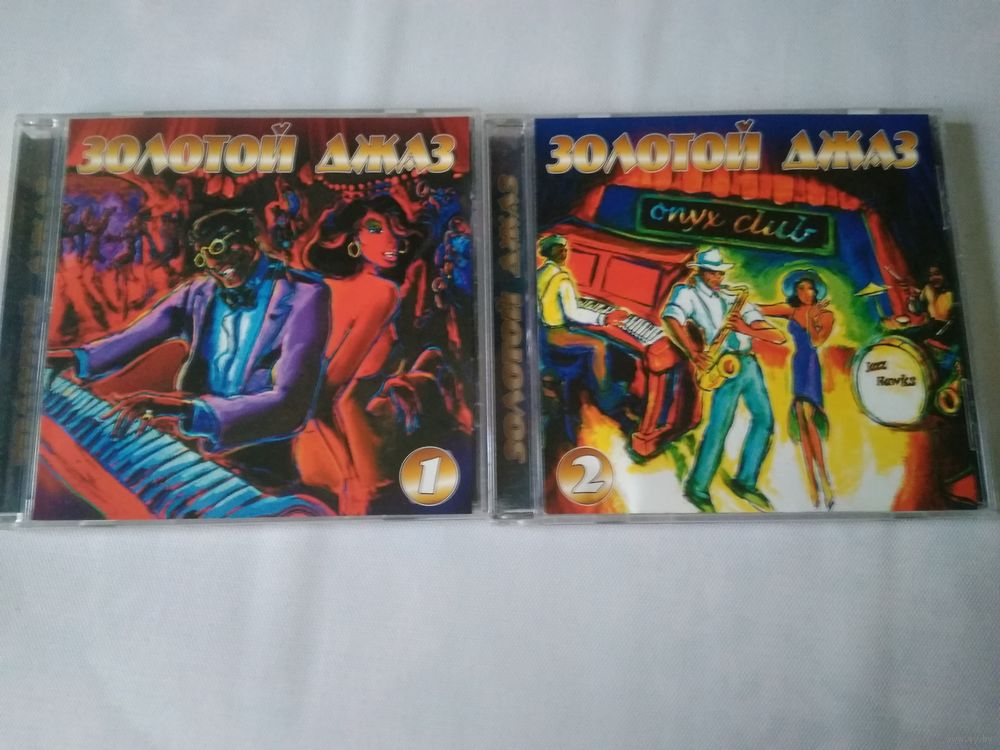 ЗОЛОТОЙ ДЖАЗ
1
ЗОЛОТОЙ ДЖАЗ
ЗОЛОТОЙ ДЖАЗ
onyx club
Jazz
Hawks
2